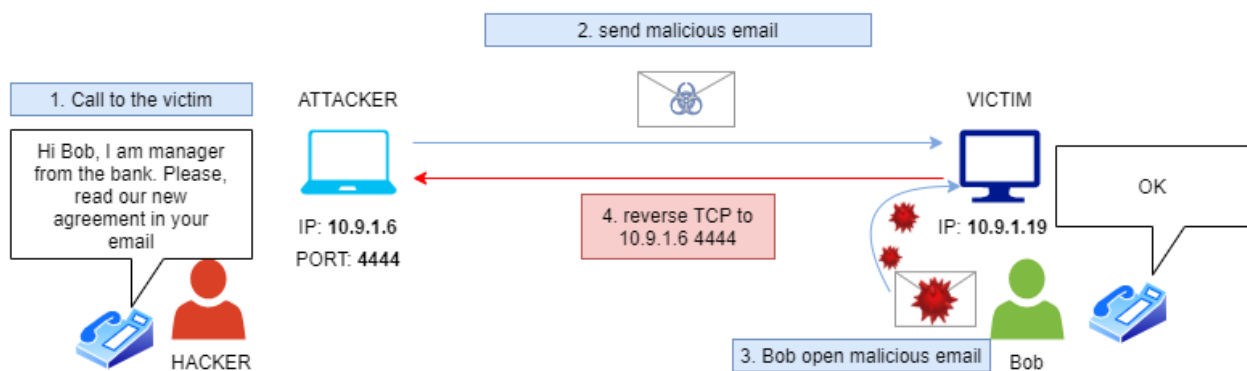 2. send malicious email
1. Call to the victim
ATTACKER
VICTIM
Hi Bob, I am manager
from the bank. Please,
read our new
agreement in your
email
OK
4. reverse TCP to
10.9.1.6 4444
IP: 10.9.1.6
PORT: 4444
IP: 10.9.1.19
HACKER
3. Bob open malicious email
Bob